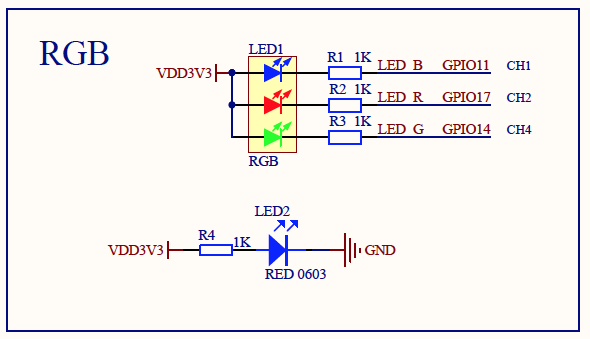 RGB
LED1
VDD3V3
R1 1K
LED_B GPIO11 CH1
R2 1K
LED_R GPIO17 CH2
R3 1K
LED_G GPIO14 CH4
RGB
LED2
R4
1K
VDD3V3
GND
RED 0603